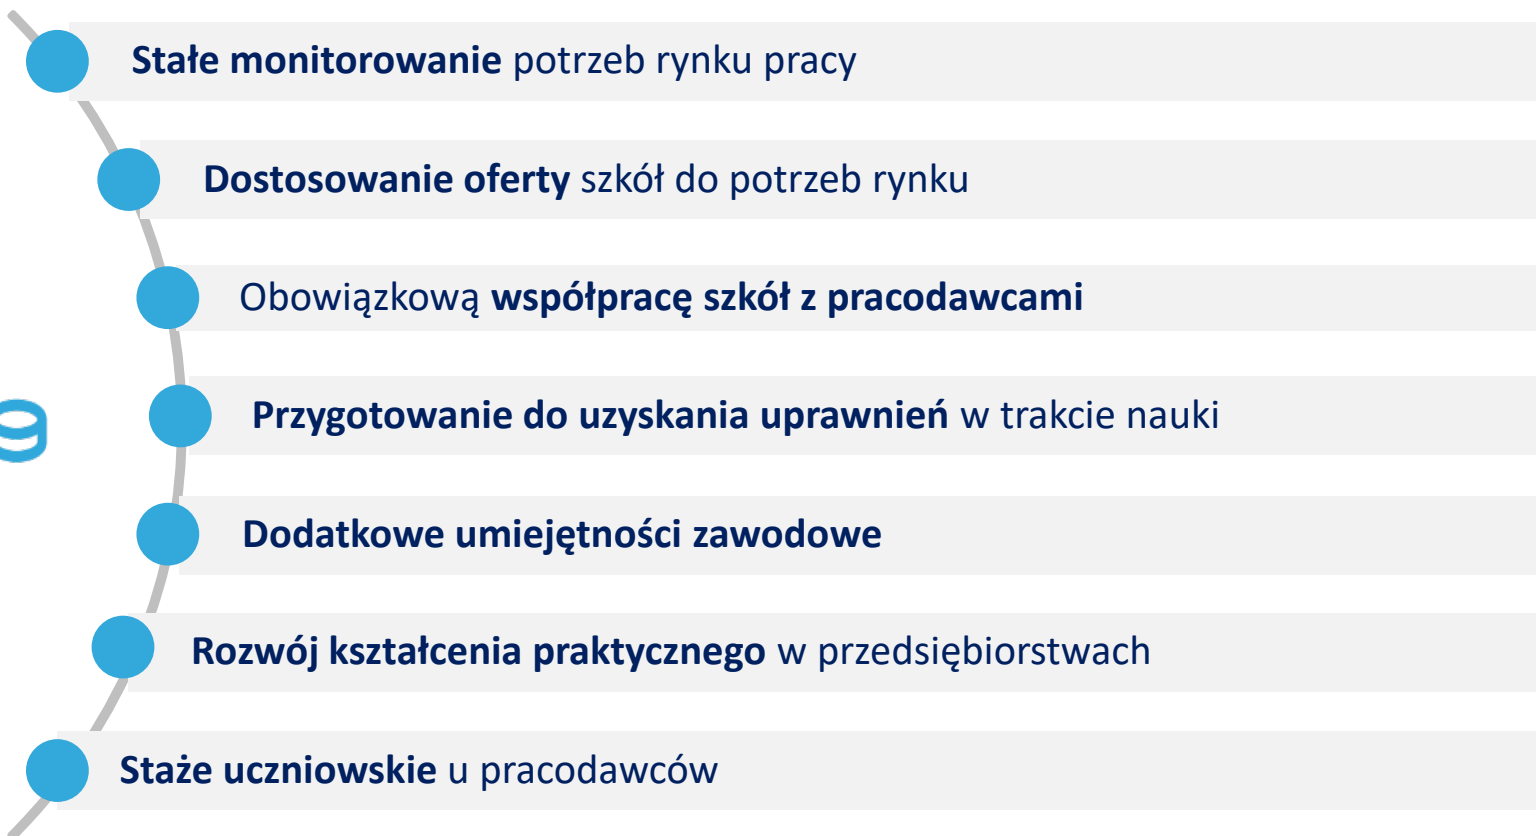 Stałe monitorowanie potrzeb rynku pracy
Dostosowanie oferty szkół do potrzeb rynku
Obowiązkową współpracę szkół z pracodawcami
Przygotowanie do uzyskania uprawnień w trakcie nauki
Dodatkowe umiejętności zawodowe
Rozwój kształcenia praktycznego w przedsiębiorstwach
Staże uczniowskie u pracodawców